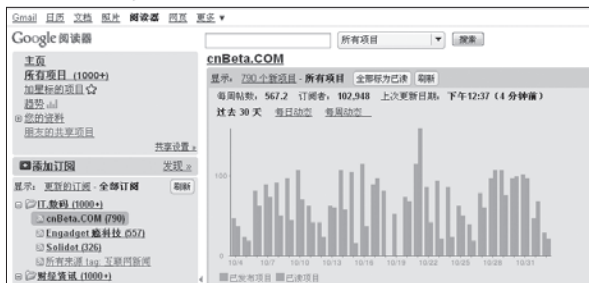 Gmail 日历 文档 照片 阅读器 网页 更多 ▼
Google 阅读器
所有项目
搜索
主页
所有项目 (1000+)
加星标的项目
趋势
您的资料
朋友的共享项目
共享设置 »
添加订阅
发现 »
显示: 更新的订阅 - 全部订阅
刷新
IT.数码 (1000+)
cnBeta.COM (790)
Engadget 瘾科技 (557)
Solidot (326)
所有来源 tag: 互联网新闻
财经资讯 (1000+)
cnBeta.COM
显示: 790 个新项目 - 所有项目 全部标为已读 刷新
每周帖数: 567.2 订阅者: 102,948 上次更新日期: 下午12:37 (4 分钟前)
过去 30 天 每日动态 每周动态
100
0
10/4 10/7 10/10 10/13 10/16 10/19 10/22 10/25 10/28 10/31
已发布项目 已读项目